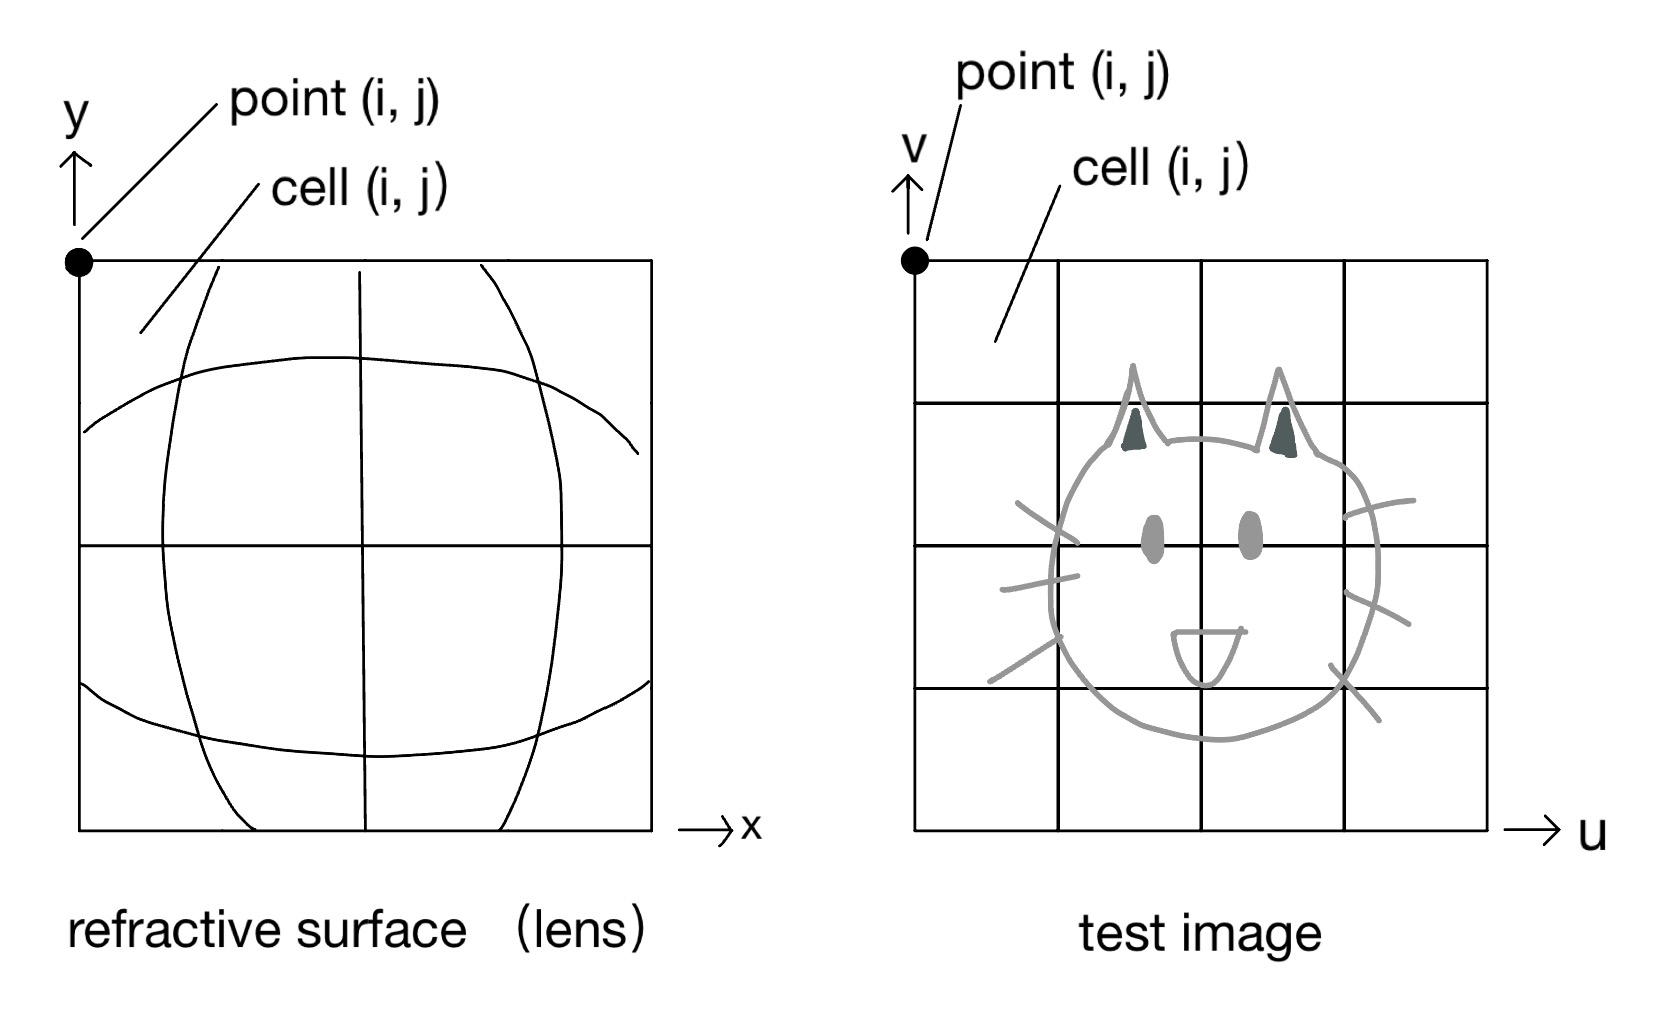 y
point (i, j)
cell (i, j)
x
refractive surface (lens)
point (i, j)
v
cell (i, j)
u
test image